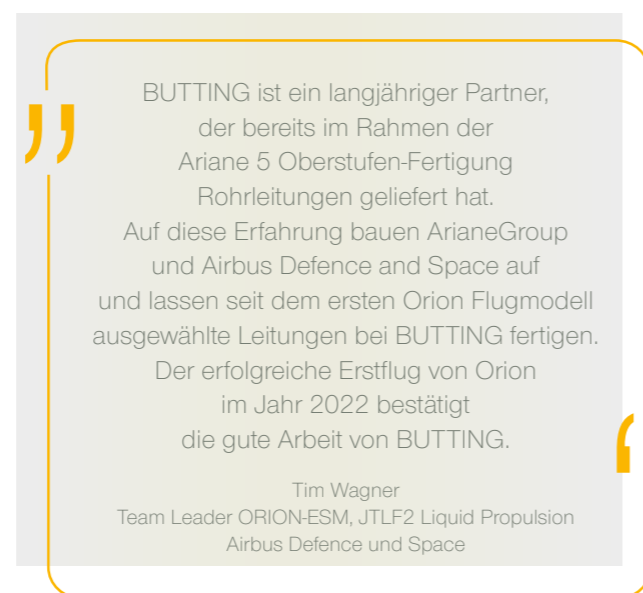 BUTTING ist ein langjähriger Partner,
der bereits im Rahmen der
Ariane 5 Oberstufen-Fertigung
Rohrleitungen geliefert hat.
Auf diese Erfahrung bauen ArianeGroup
und Airbus Defence and Space auf
und lassen seit dem ersten Orion Flugmodell
ausgewählte Leitungen bei BUTTING fertigen.
Der erfolgreiche Erstflug von Orion
im Jahr 2022 bestätigt
die gute Arbeit von BUTTING.
Tim Wagner
Team Leader ORION-ESM, JTLF2 Liquid Propulsion
Airbus Defence und Space